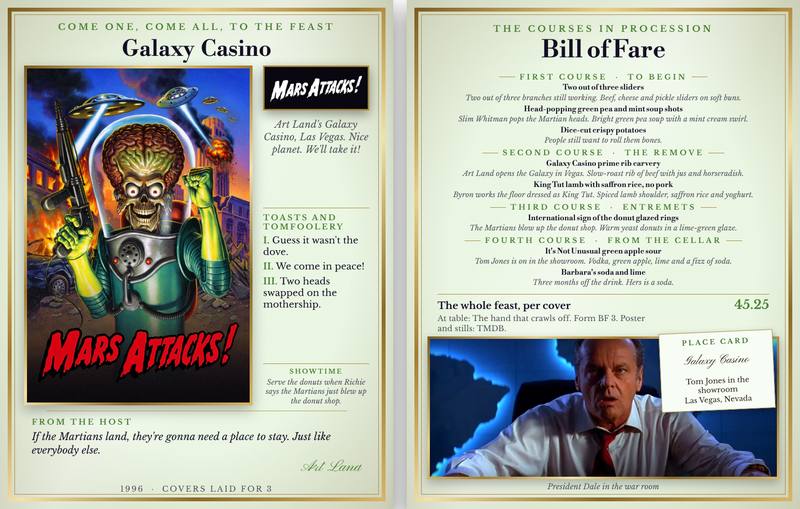 COME ONE, COME ALL, TO THE FEAST
Galaxy Casino
MARS ATTACKS!
Art Land's Galaxy
Casino, Las Vegas. Nice
planet. We'll take it!
TOASTS AND
TOMFOOLERY
I. Guess it wasn't the
dove.
II. We come in peace!
III. Two heads
swapped on the
mothership.
MARS ATTACKS!
SHOWTIME
Serve the donuts when Richie
says the Martians just blew up
the donut shop.
FROM THE HOST
If the Martians land, they're gonna need a place to stay. Just like
everybody else.
Art Land
1996 · COVERS LAID FOR 3
THE COURSES IN PROCESSION
Bill of Fare
FIRST COURSE · TO BEGIN
Two out of three sliders
Two out of three branches still working. Beef, cheese and pickle sliders on soft buns.
Head-popping green pea and mint soup shots
Slim Whitman pops the Martian heads. Bright green pea soup with a mint cream swirl.
Dice-cut crispy potatoes
People still want to roll them bones.
SECOND COURSE · THE REMOVE
Galaxy Casino prime rib carvery
Art Land opens the Galaxy in Vegas. Slow-roast rib of beef with jus and horseradish.
King Tut lamb with saffron rice, no pork
Byron works the floor dressed as King Tut. Spiced lamb shoulder, saffron rice and yoghurt.
THIRD COURSE · ENTREMETS
International sign of the donut glazed rings
The Martians blow up the donut shop. Warm yeast donuts in a lime-green glaze.
FOURTH COURSE · FROM THE CELLAR
It's Not Unusual green apple sour
Tom Jones is on in the showroom. Vodka, green apple, lime and a fizz of soda.
Barbara's soda and lime
Three months off the drink. Hers is a soda.
The whole feast, per cover 45.25
At table: The hand that crawls off. Form BF 3. Poster
and stills: TMDB.
PLACE CARD
Galaxy Casino
Tom Jones in the
showroom
Las Vegas, Nevada
President Dale in the war room